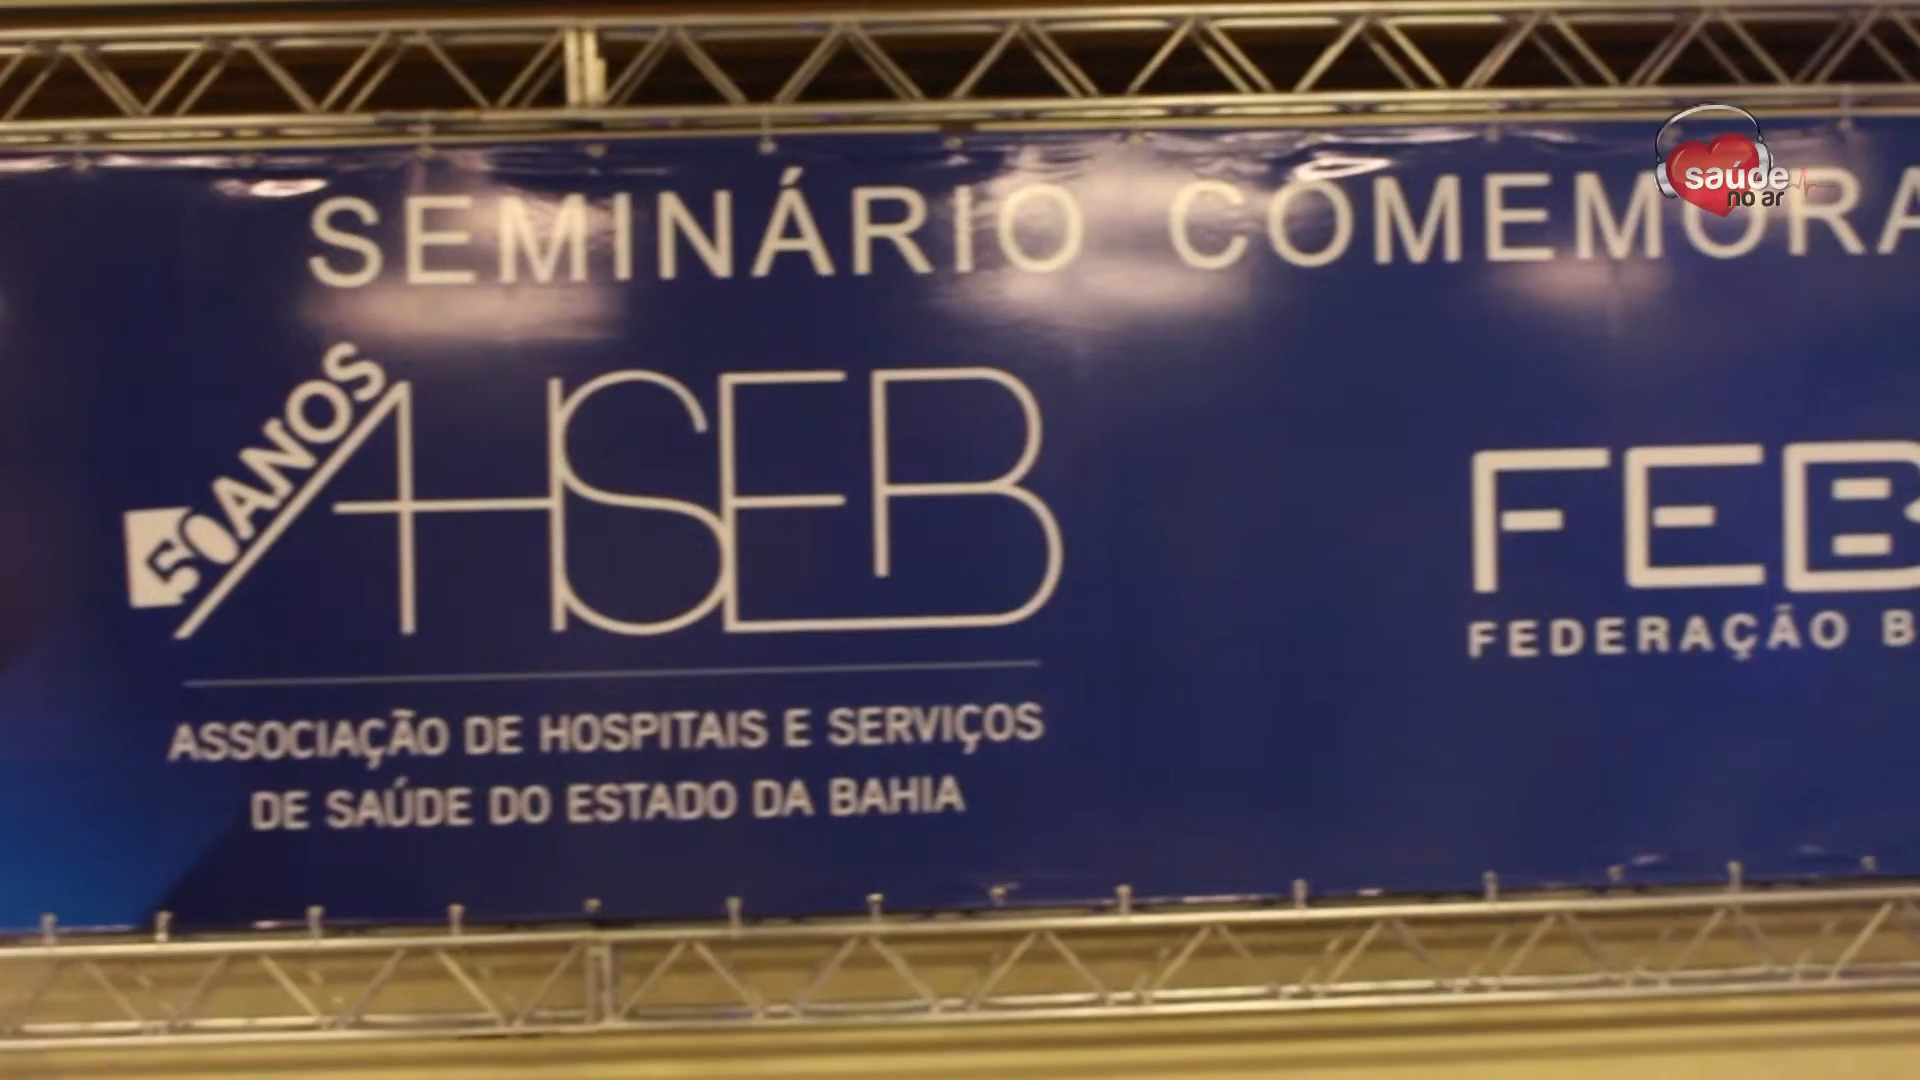 SEMINÁRIO COMEMORA
saúde
no ar
50 ANOS
AHSEB
ASSOCIAÇÃO DE HOSPITAIS E SERVIÇOS
DE SAÚDE DO ESTADO DA BAHIA
FEB
FEDERAÇÃO B